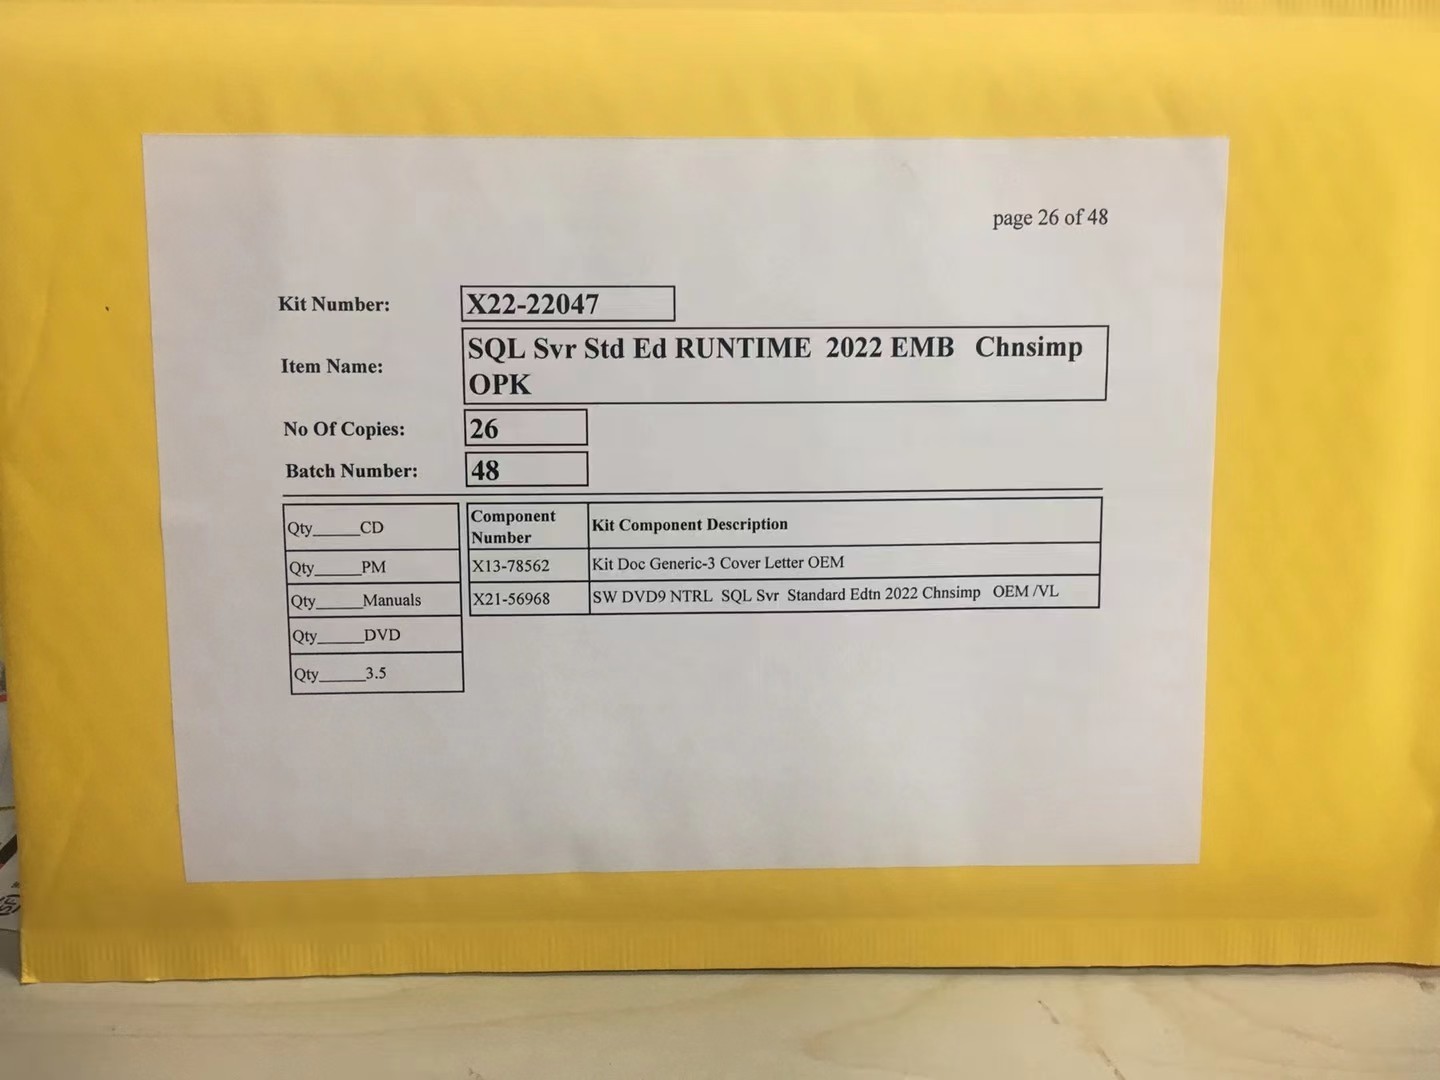 page 26 of 48
Kit Number: X22-22047
Item Name: SQL Svr Std Ed RUNTIME 2022 EMB Chnsimp
OPK
No Of Copies: 26
Batch Number: 48
Qty_____CD
Qty_____PM
Qty_____Manuals
Qty_____DVD
Qty_____3.5
Component Number Kit Component Description
X13-78562 Kit Doc Generic-3 Cover Letter OEM
X21-56968 SW DVD9 NTRL SQL Svr Standard Edtn 2022 Chnsimp OEM /VL